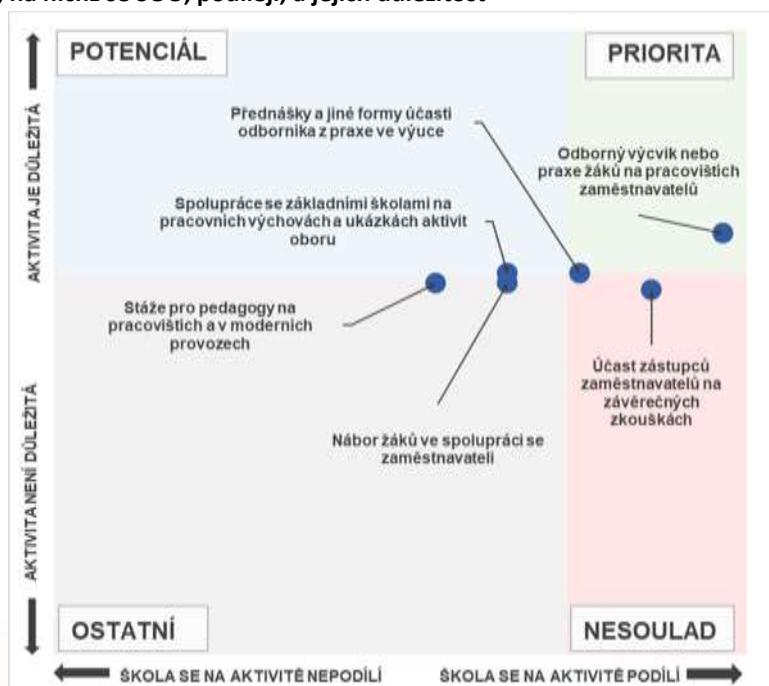 podílejí, a jejich důležitost
POTENCIÁL
PRIORITA
Přednášky a jiné formy účasti
odborníka z praxe ve výuce
Odborný výcvik nebo
praxe žáků na pracovištích
zaměstnavatelů
Spolupráce se základními školami na
pracovních výchovách a ukázkách aktivit
oboru
Stáže pro pedagogy na
pracovištích a v moderních
provozech
Účast zástupců
zaměstnavatelů na
závěrečných
zkouškách
Nábor žáků ve spolupráci se
zaměstnavateli
OSTATNÍ
NESOULAD
AKTIVITA JE DŮLEŽITÁ
AKTIVITA NENÍ DŮLEŽITÁ
ŠKOLA SE NA AKTIVITĚ NEPODÍLÍ
ŠKOLA SE NA AKTIVITĚ PODÍLÍ